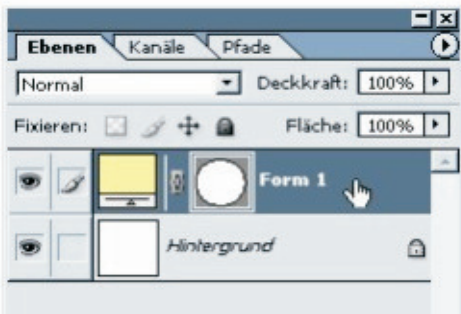 Ebenen Kanäle Pfade
Normal Deckkraft: 100%
Fixieren: Fläche: 100%
Form 1
Hintergrund